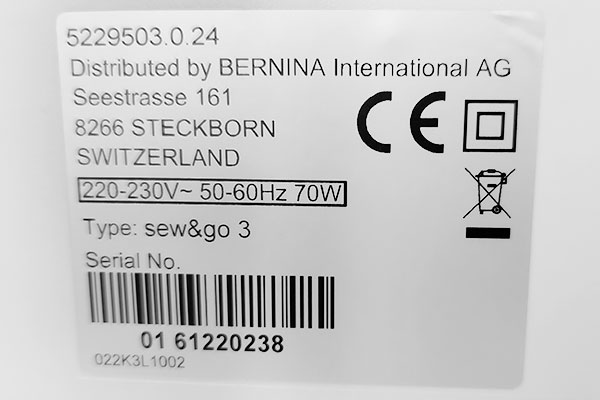 5229503.0.24
Distributed by BERNINA International AG
Seestrasse 161
8266 STECKBORN
SWITZERLAND
CE
220-230V~ 50-60Hz 70W
Type: sew&go 3
Serial No.
01 61220238
022K3L1002